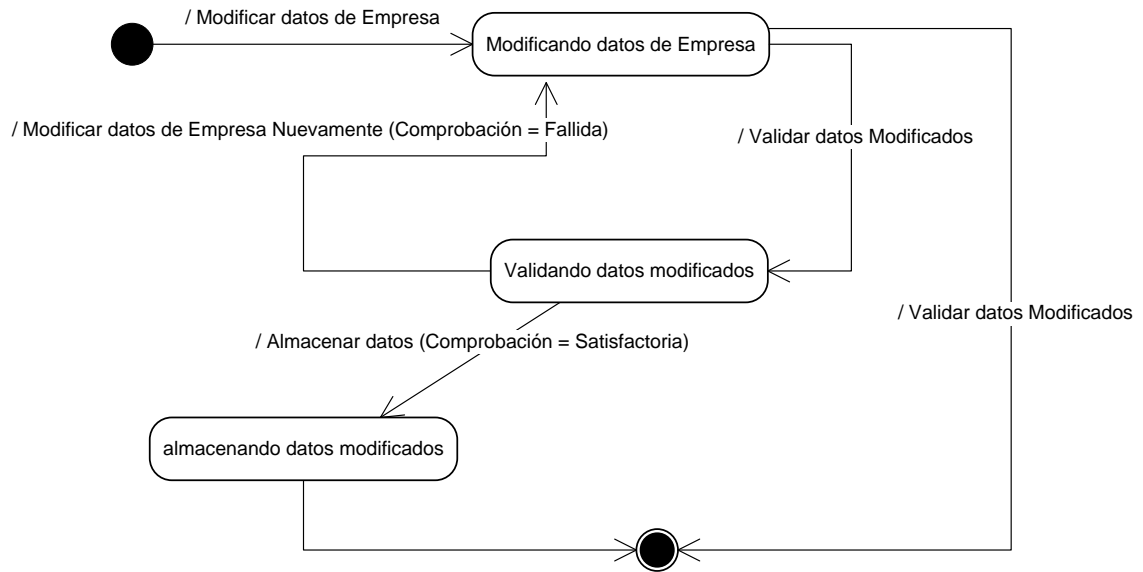 / Modificar datos de Empresa
Modificando datos de Empresa
/ Modificar datos de Empresa Nuevamente (Comprobación = Fallida)
/ Validar datos Modificados
Validando datos modificados
/ Validar datos Modificados
/ Almacenar datos (Comprobación = Satisfactoria)
almacenando datos modificados